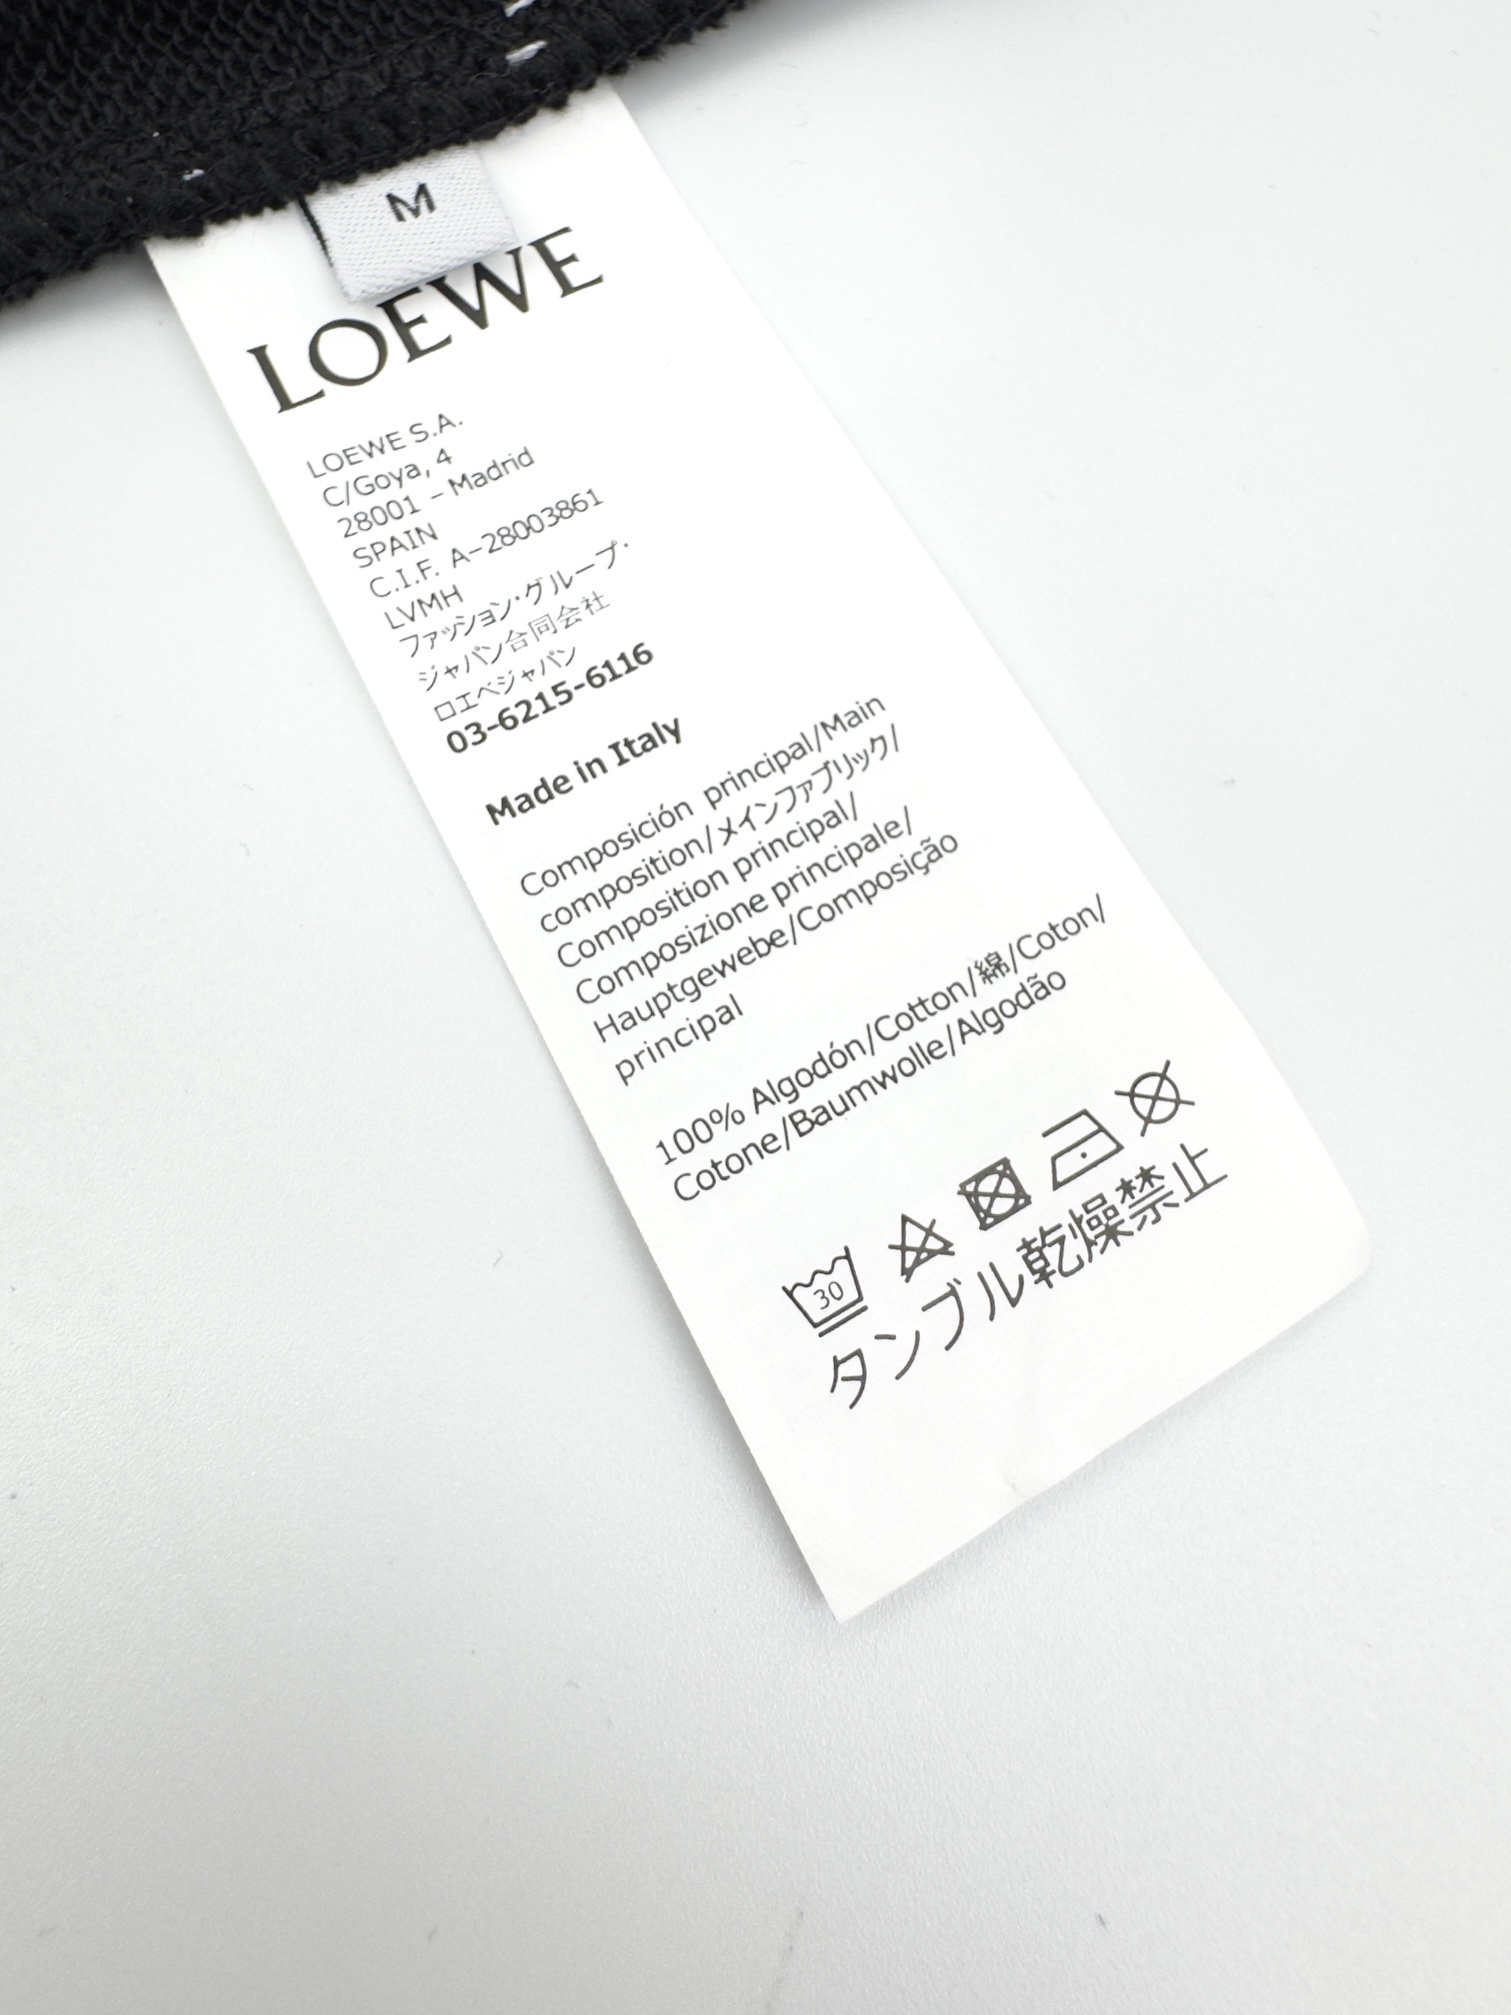 M
LOEWE
LOEWE S.A.
C/Goya, 4
28001 - Madrid
SPAIN
C.I.F. A-28003861
LVMH
ファッション・グループ・
ジャパン合同会社
ロエベジャパン
03-6215-6116
Made in Italy
Composición principal/Main
composition/メインファブリック/
Composition principal/
Composizione principale/
Hauptgewebe/Composição
principal
100% Algodón/Cotton/綿/Coton/
Cotone/Baumwolle/Algodão
30
タンブル乾燥禁止